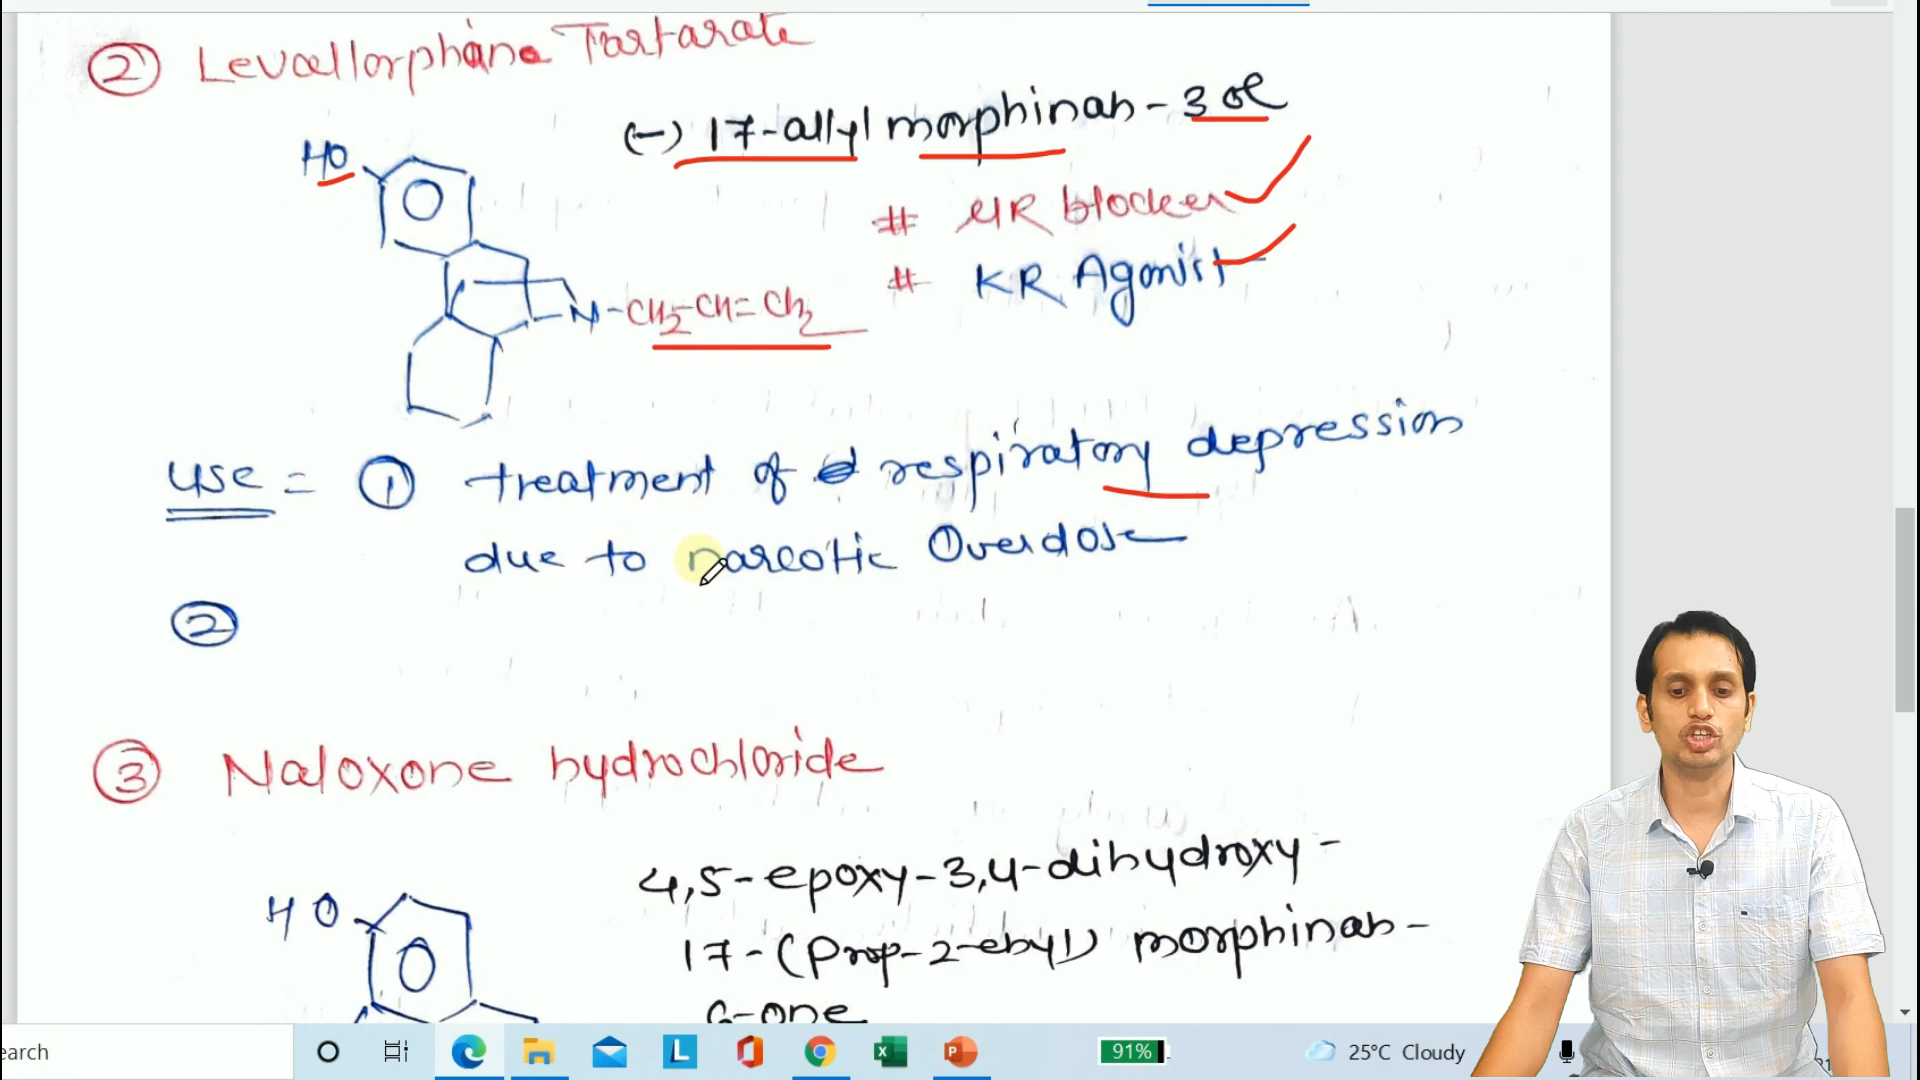 ② Levallorphane Tartarate
(-) 17-allyl morphinan-3 ol
HO
# μR blocker
# KR Agonist
N-CH2-CH=CH2
Use = ① treatment of respiratory depression
due to narcotic Overdose
②
③ Naloxone hydrochloride
4,5-epoxy-3,4-dihydroxy-
HO
17-(Prop-2-enyl) morphinan-
6-one
earch
91%
25°C Cloudy